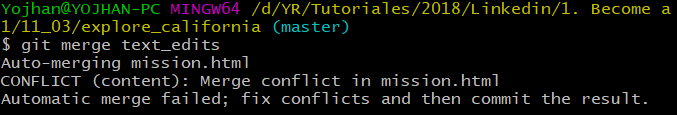 Yojhan@YOJHAN-PC MINGW64 /d/YR/Tutoriales/2018/Linkedin/1. Become a
1/11_03/explore_california (master)
$ git merge text_edits
Auto-merging mission.html
CONFLICT (content): Merge conflict in mission.html
Automatic merge failed; fix conflicts and then commit the result.